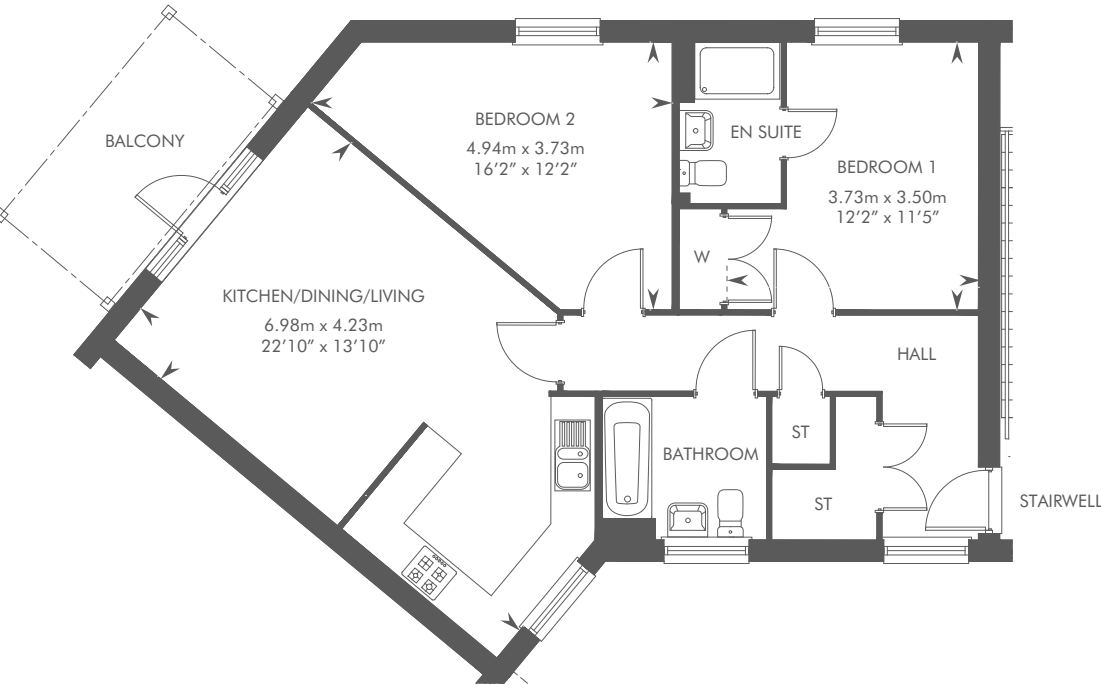 BALCONY
BEDROOM 2
4.94m x 3.73m
16’2” x 12’2”
EN SUITE
BEDROOM 1
3.73m x 3.50m
12’2” x 11’5”
W
KITCHEN/DINING/LIVING
6.98m x 4.23m
22’10” x 13’10”
HALL
ST
BATHROOM
ST
STAIRWELL